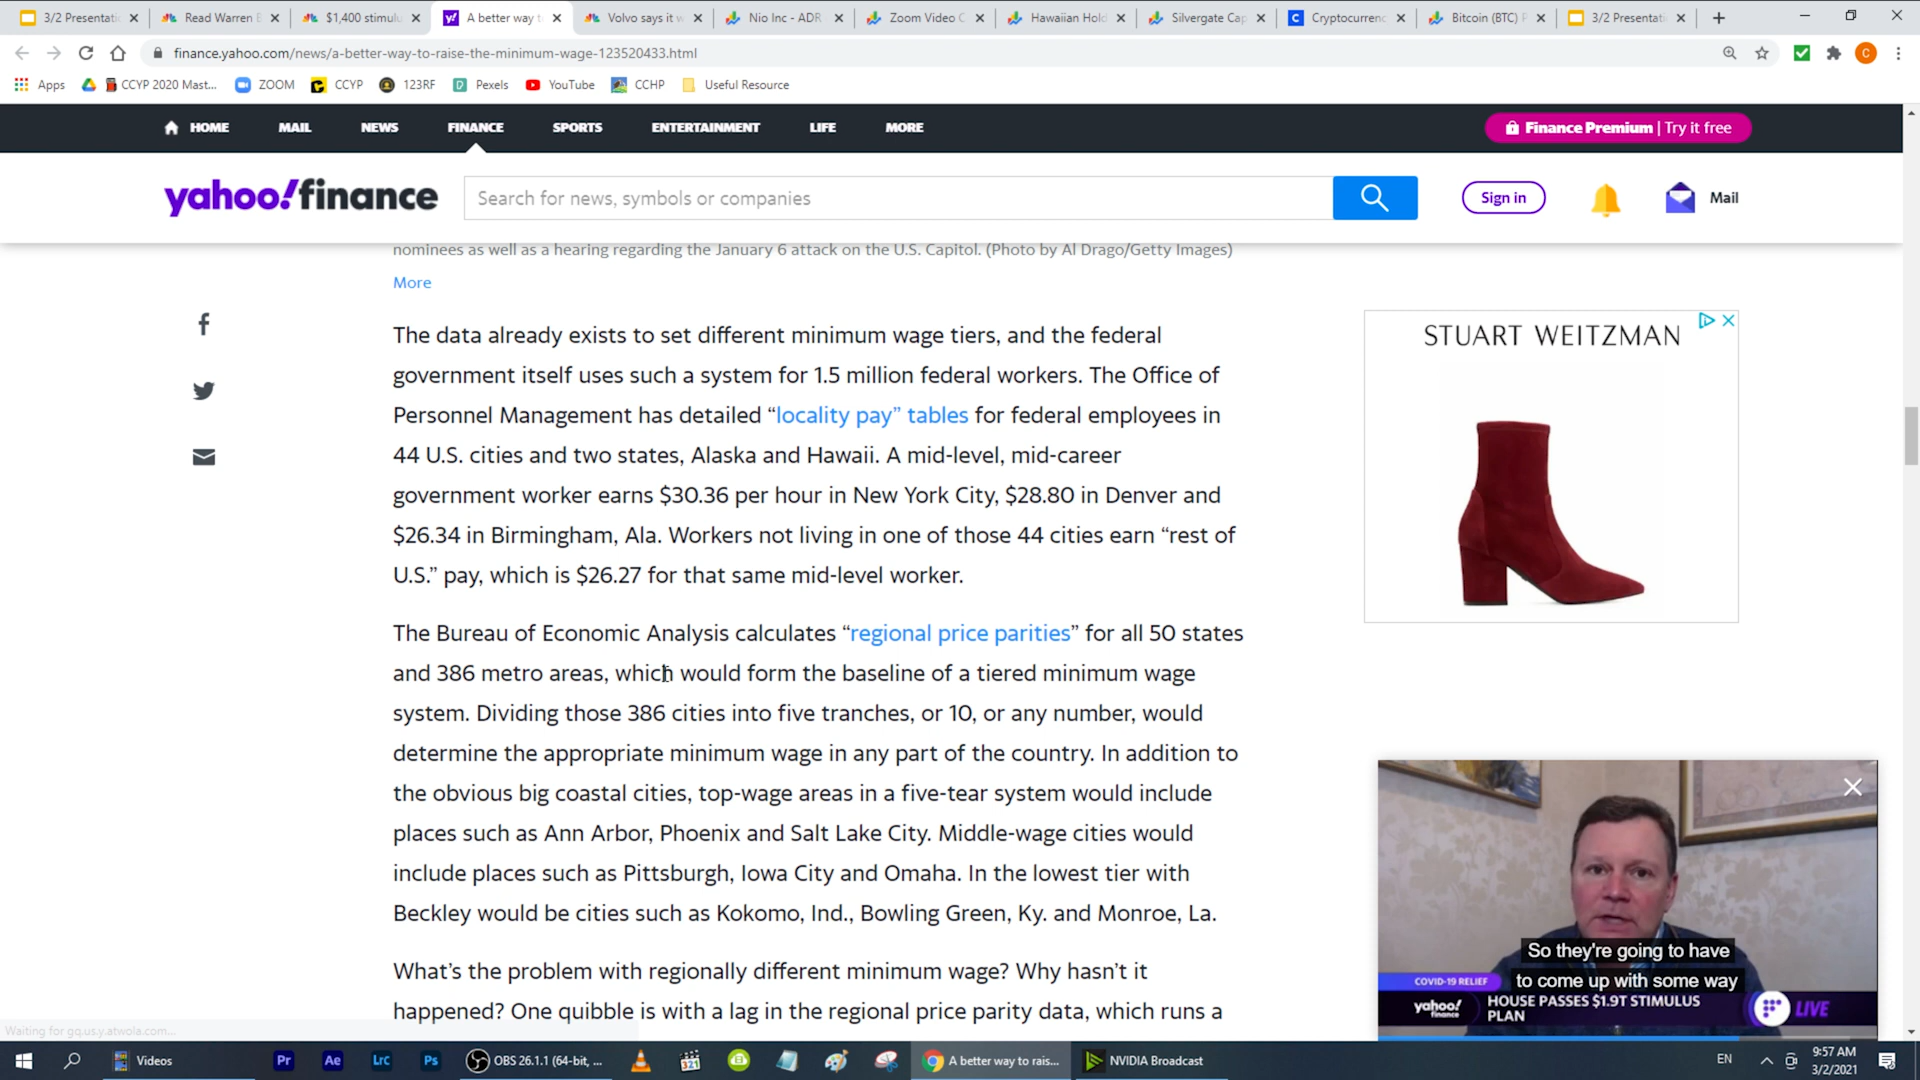 3/2 Presentati
Read Warren B
$1,400 stimulu
A better way to
Volvo says it w
Nio Inc - ADR
Zoom Video C
Hawaiian Hold
Silvergate Cap
Cryptocurrenc
Bitcoin (BTC) P
3/2 Presentati
finance.yahoo.com/news/a-better-way-to-raise-the-minimum-wage-123520433.html
Apps
CCYP 2020 Mast...
ZOOM
CCYP
123RF
Pexels
YouTube
CCHP
Useful Resource
HOME
MAIL
NEWS
FINANCE
SPORTS
ENTERTAINMENT
LIFE
MORE
Finance Premium | Try it free
yahoo!finance
Search for news, symbols or companies
Sign in
Mail
nominees as well as a hearing regarding the January 6 attack on the U.S. Capitol. (Photo by Al Drago/Getty Images)
More
The data already exists to set different minimum wage tiers, and the federal
government itself uses such a system for 1.5 million federal workers. The Office of
Personnel Management has detailed “locality pay” tables for federal employees in
44 U.S. cities and two states, Alaska and Hawaii. A mid-level, mid-career
government worker earns $30.36 per hour in New York City, $28.80 in Denver and
$26.34 in Birmingham, Ala. Workers not living in one of those 44 cities earn “rest of
U.S.” pay, which is $26.27 for that same mid-level worker.
The Bureau of Economic Analysis calculates “regional price parities” for all 50 states
and 386 metro areas, which would form the baseline of a tiered minimum wage
system. Dividing those 386 cities into five tranches, or 10, or any number, would
determine the appropriate minimum wage in any part of the country. In addition to
the obvious big coastal cities, top-wage areas in a five-tear system would include
places such as Ann Arbor, Phoenix and Salt Lake City. Middle-wage cities would
include places such as Pittsburgh, Iowa City and Omaha. In the lowest tier with
Beckley would be cities such as Kokomo, Ind., Bowling Green, Ky. and Monroe, La.
What’s the problem with regionally different minimum wage? Why hasn’t it
happened? One quibble is with a lag in the regional price parity data, which runs a
STUART WEITZMAN
So they're going to have
to come up with some way
COVID-19 RELIEF
yahoo!
finance
HOUSE PASSES $1.9T STIMULUS
PLAN
LIVE
Waiting for gq.us.y.atwola.com...
Videos
Pr
Ae
Lrc
Ps
OBS 26.1.1 (64-bit, ...
321
A better way to rais...
NVIDIA Broadcast
EN
9:57 AM
3/2/2021